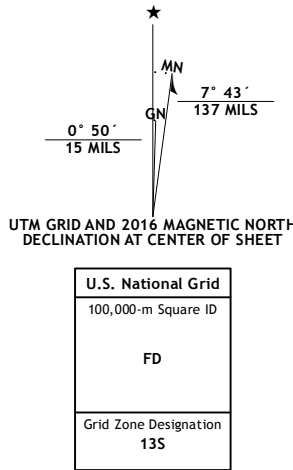 ★
MN
7° 43´
137 MILS
GN
0° 50´
15 MILS
UTM GRID AND 2016 MAGNETIC NORTH
DECLINATION AT CENTER OF SHEET
U.S. National Grid
100,000-m Square ID
FD
Grid Zone Designation
13S